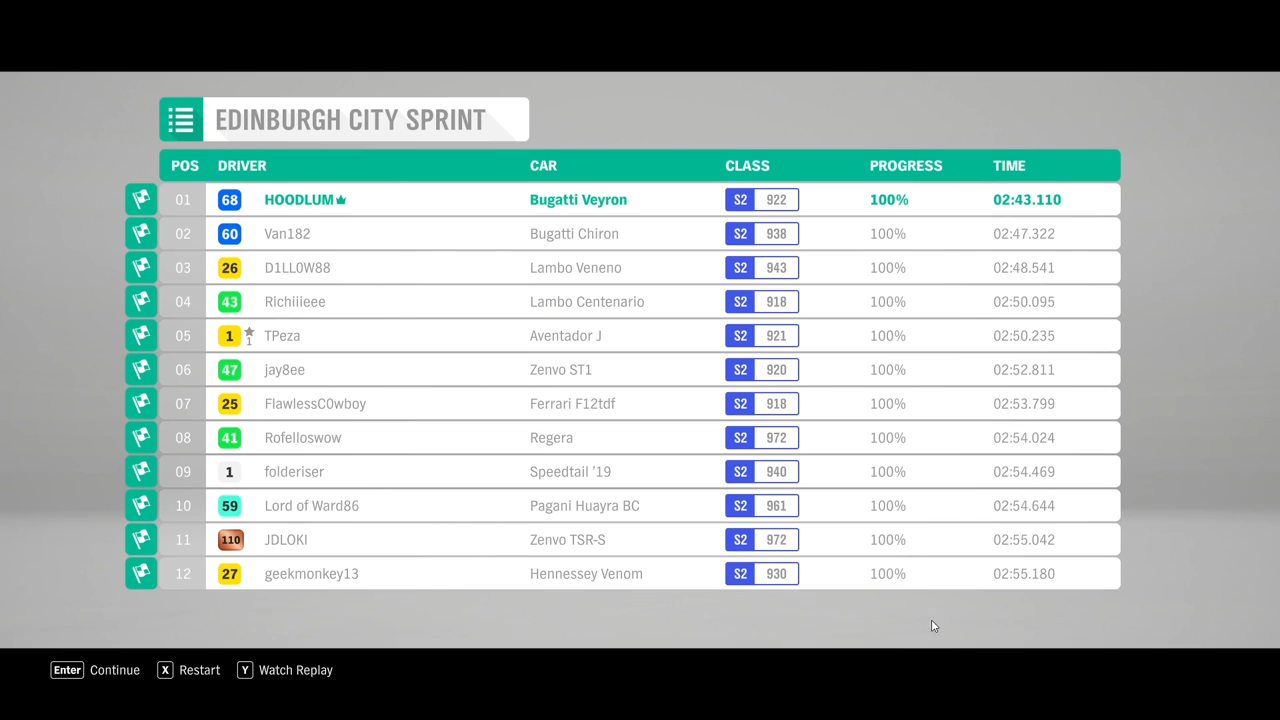 EDINBURGH CITY SPRINT
POS DRIVER CAR CLASS PROGRESS TIME
01 68 HOODLUM Bugatti Veyron S2 922 100% 02:43.110
02 60 Van182 Bugatti Chiron S2 938 100% 02:47.322
03 26 D1LL0W88 Lambo Veneno S2 943 100% 02:48.541
04 43 Richiiieee Lambo Centenario S2 918 100% 02:50.095
05 1 1 TPeza Aventador J S2 921 100% 02:50.235
06 47 jay8ee Zenvo ST1 S2 920 100% 02:52.811
07 25 FlawlessC0wboy Ferrari F12tdf S2 918 100% 02:53.799
08 41 Rofelloswow Regera S2 972 100% 02:54.024
09 1 folderiser Speedtail '19 S2 940 100% 02:54.469
10 59 Lord of Ward86 Pagani Huayra BC S2 961 100% 02:54.644
11 110 JDLOKI Zenvo TSR-S S2 972 100% 02:55.042
12 27 geekmonkey13 Hennessey Venom S2 930 100% 02:55.180
Enter Continue X Restart Y Watch Replay